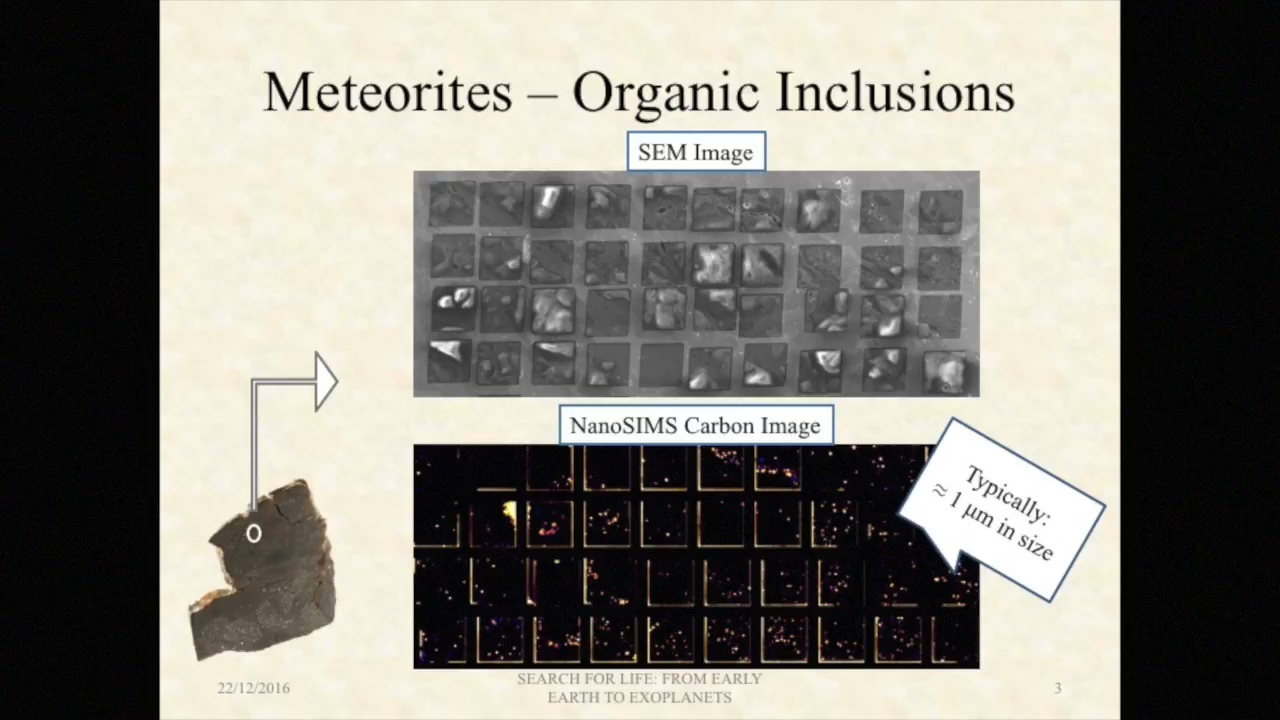 Meteorites – Organic Inclusions
SEM Image
NanoSIMS Carbon Image
Typically:
≈ 1 μm in size
22/12/2016
SEARCH FOR LIFE: FROM EARLY
EARTH TO EXOPLANETS
3